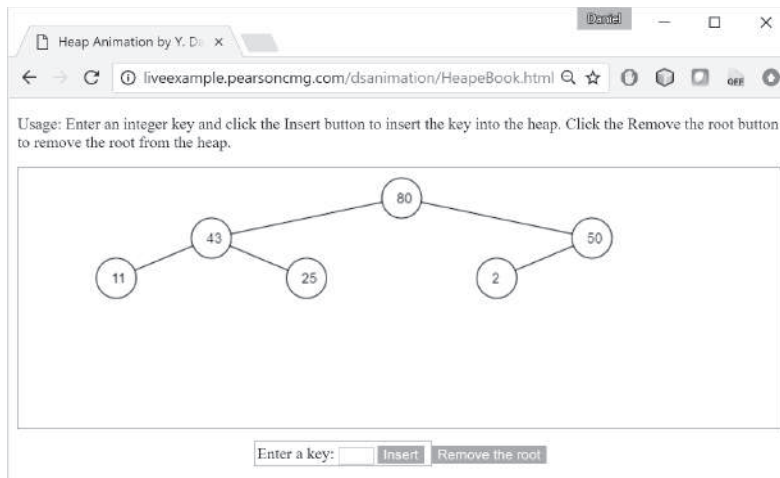 Daniel
Heap Animation by Y. D
liveexample.pearsoncmg.com/dsanimation/HeapeBook.html
OFF
Usage: Enter an integer key and click the Insert button to insert the key into the heap. Click the Remove the root button
to remove the root from the heap.
80
43
50
11
25
2
Enter a key: Insert Remove the root